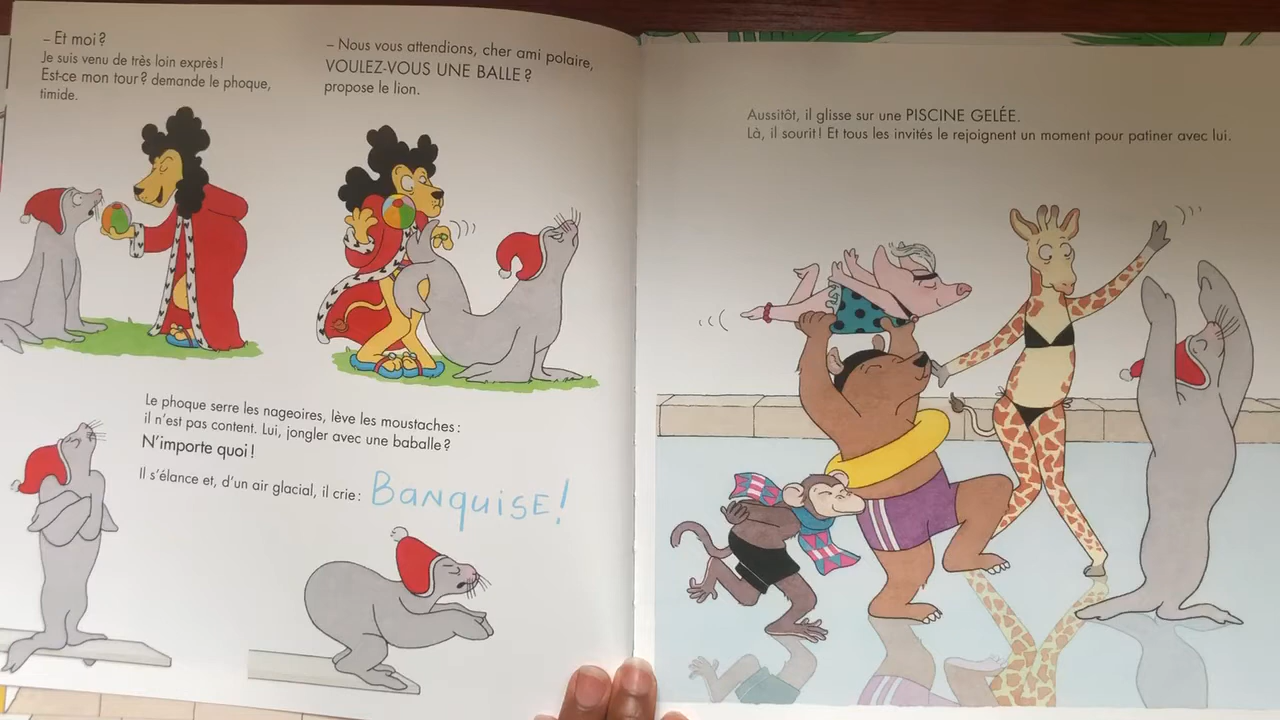 – Et moi ?
Je suis venu de très loin exprès !
Est-ce mon tour ? demande le phoque,
timide.
– Nous vous attendions, cher ami polaire,
VOULEZ-VOUS UNE BALLE ?
propose le lion.
Le phoque serre les nageoires, lève les moustaches :
il n'est pas content. Lui, jongler avec une baballe ?
N'importe quoi !
Il s'élance et, d'un air glacial, il crie : BANQUISE !
Aussitôt, il glisse sur une PISCINE GELÉE.
Là, il sourit ! Et tous les invités le rejoignent un moment pour patiner avec lui.